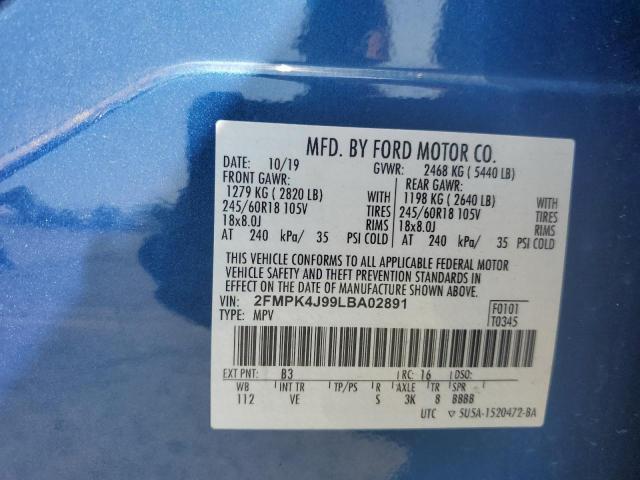 MFD. BY FORD MOTOR CO.
DATE: 10/19 GVWR: 2468 KG ( 5440 LB)
FRONT GAWR: REAR GAWR:
1279 KG ( 2820 LB) WITH 1198 KG ( 2640 LB) WITH
245/60R18 105V TIRES 245/60R18 105V TIRES
18x8.0J RIMS 18x8.0J RIMS
AT 240 kPa/ 35 PSI COLD AT 240 kPa/ 35 PSI COLD
THIS VEHICLE CONFORMS TO ALL APPLICABLE FEDERAL MOTOR
VEHICLE SAFETY AND THEFT PREVENTION STANDARDS
IN EFFECT ON THE DATE OF MANUFACTURE SHOWN ABOVE.
VIN: 2FMPK4J99LBA02891 F0101
TYPE: MPV T0345
EXT PNT: B3 RC: 16 DSO:
WB INT TR TP/PS R AXLE TR SPR
112 VE S 3K 8 BBBB
UTC ▽ 5U5A-1520472-BA